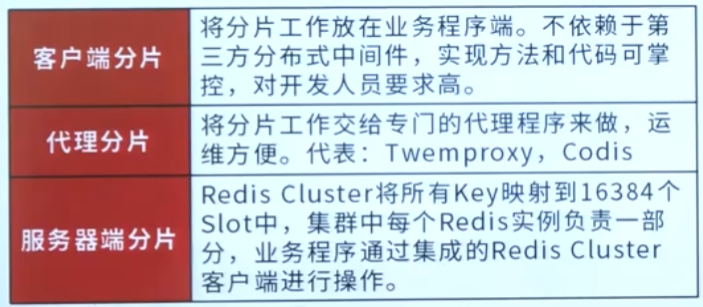 客户端分片
将分片工作放在业务程序端。不依赖于第
三方分布式中间件，实现方法和代码可掌
控，对开发人员要求高。
代理分片
将分片工作交给专门的代理程序来做，运
维方便。代表：Twemproxy，Codis
服务器端分片
Redis Cluster将所有Key映射到16384个
Slot中，集群中每个Redis实例负责一部
分，业务程序通过集成的Redis Cluster
客户端进行操作。